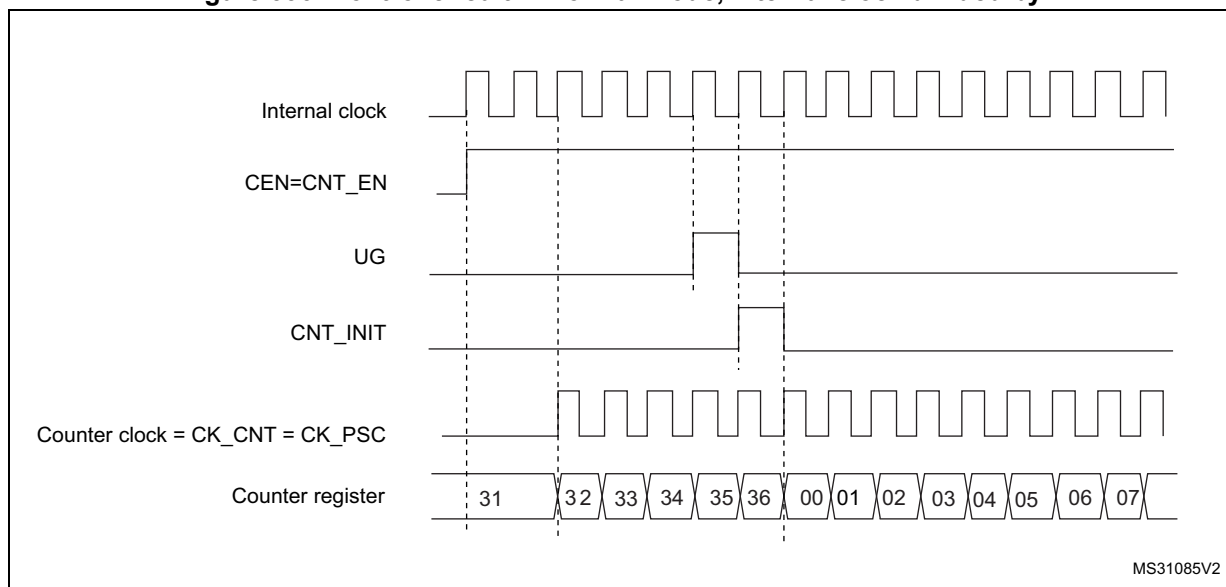 Internal clock
CEN=CNT_EN
UG
CNT_INIT
Counter clock = CK_CNT = CK_PSC
Counter register
31 32 33 34 35 36 00 01 02 03 04 05 06 07
MS31085V2